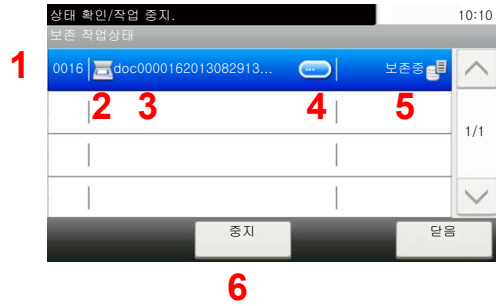 상태 확인/작업 중지.
10:10
보존 작업상태
1
0016 doc0000162013082913... 보존중
2 3 4 5
1/1
중지
닫음
6